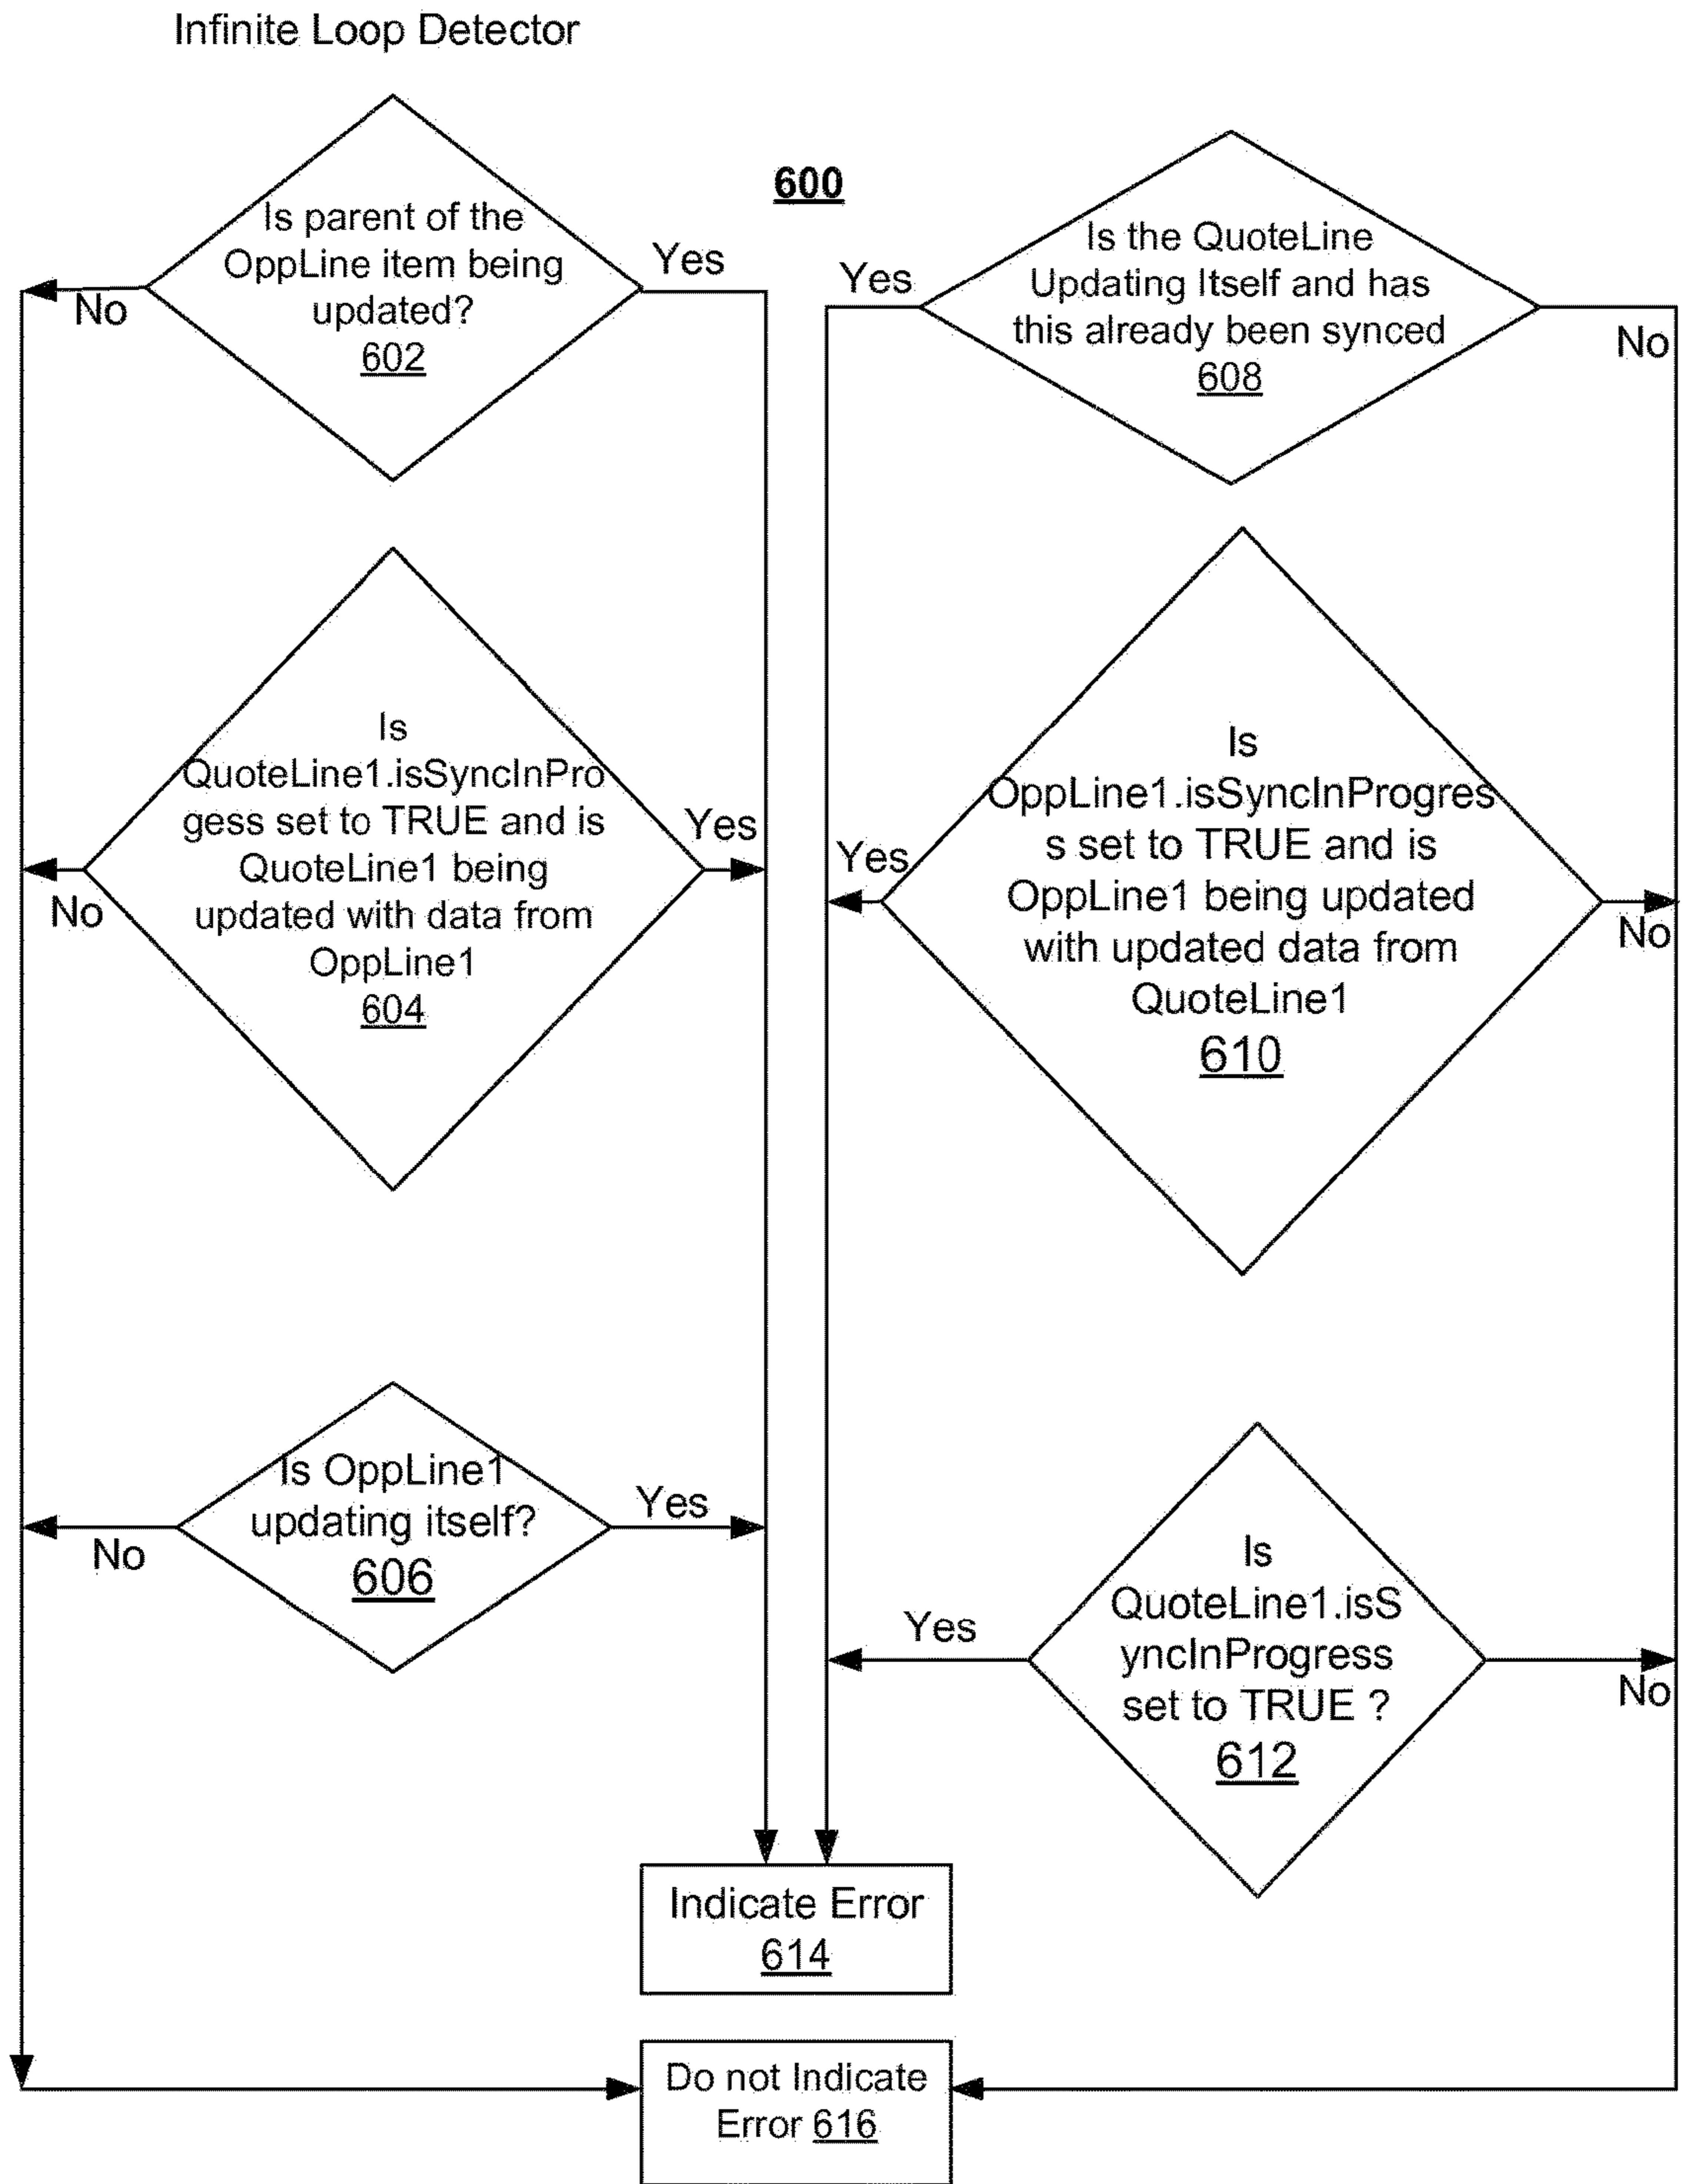 Infinite Loop Detector
600
Is parent of the
OppLine item being
updated?
602
Yes
No
Is the QuoteLine
Updating Itself and has
this already been synced
608
Yes
No
Is
QuoteLine1.isSyncInPro
gess set to TRUE and is
QuoteLine1 being
updated with data from
OppLine1
604
Yes
No
Is
OppLine1.isSyncInProgres
s set to TRUE and is
OppLine1 being updated
with updated data from
QuoteLine1
610
Yes
No
Is OppLine1
updating itself?
606
Yes
No
Is
QuoteLine1.isS
yncInProgress
set to TRUE ?
612
Yes
No
Indicate Error
614
Do not Indicate
Error 616